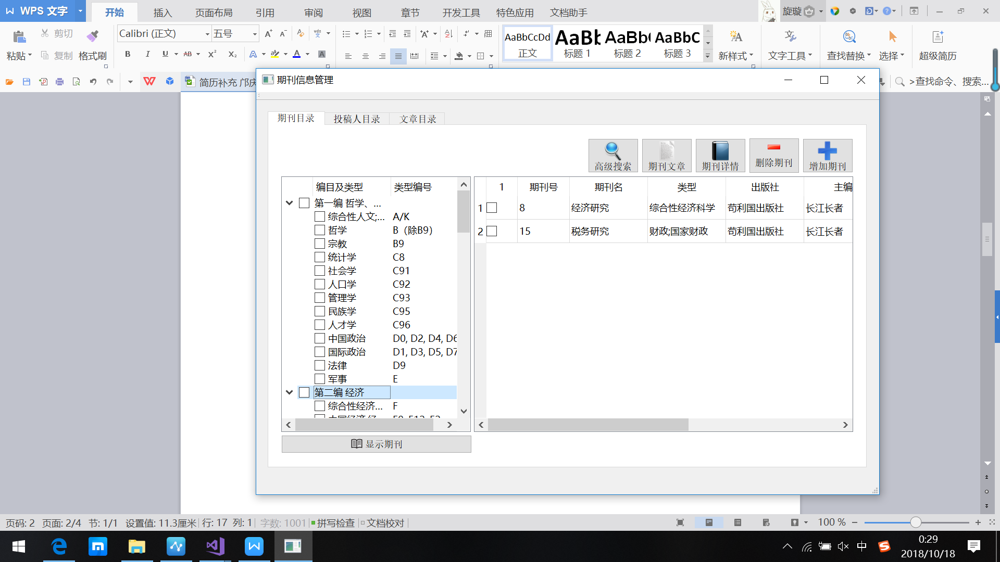 WPS 文字
开始
插入
页面布局
引用
审阅
视图
章节
开发工具
特色应用
文档助手
旋璇
粘贴
剪切
复制
格式刷
Calibri (正文)
五号
AaBbCcDd
正文
AaBb
标题 1
AaBb
标题 2
AaBbC
标题 3
新样式
文字工具
查找替换
选择
超级简历
简历补充 邝庆
>查找命令、搜索...
期刊信息管理
期刊目录
投稿人目录
文章目录
高级搜索
期刊文章
期刊详情
删除期刊
增加期刊
编目及类型 类型编号
第一编 哲学、...
综合性人文;... A/K
哲学 B（除B9）
宗教 B9
统计学 C8
社会学 C91
人口学 C92
管理学 C93
民族学 C95
人才学 C96
中国政治 D0, D2, D4, D6
国际政治 D1, D3, D5, D7
法律 D9
军事 E
第二编 经济
综合性经济... F
1 期刊号 期刊名 类型 出版社 主编
1 8 经济研究 综合性经济科学 苟利国出版社 长江长者
2 15 税务研究 财政;国家财政 苟利国出版社 长江长者
显示期刊
页码: 2 页面: 2/4 节: 1/1 设置值: 11.3厘米 行: 17 列: 1 字数: 1001 拼写检查 文档校对
100 %
中
0:29
2018/10/18